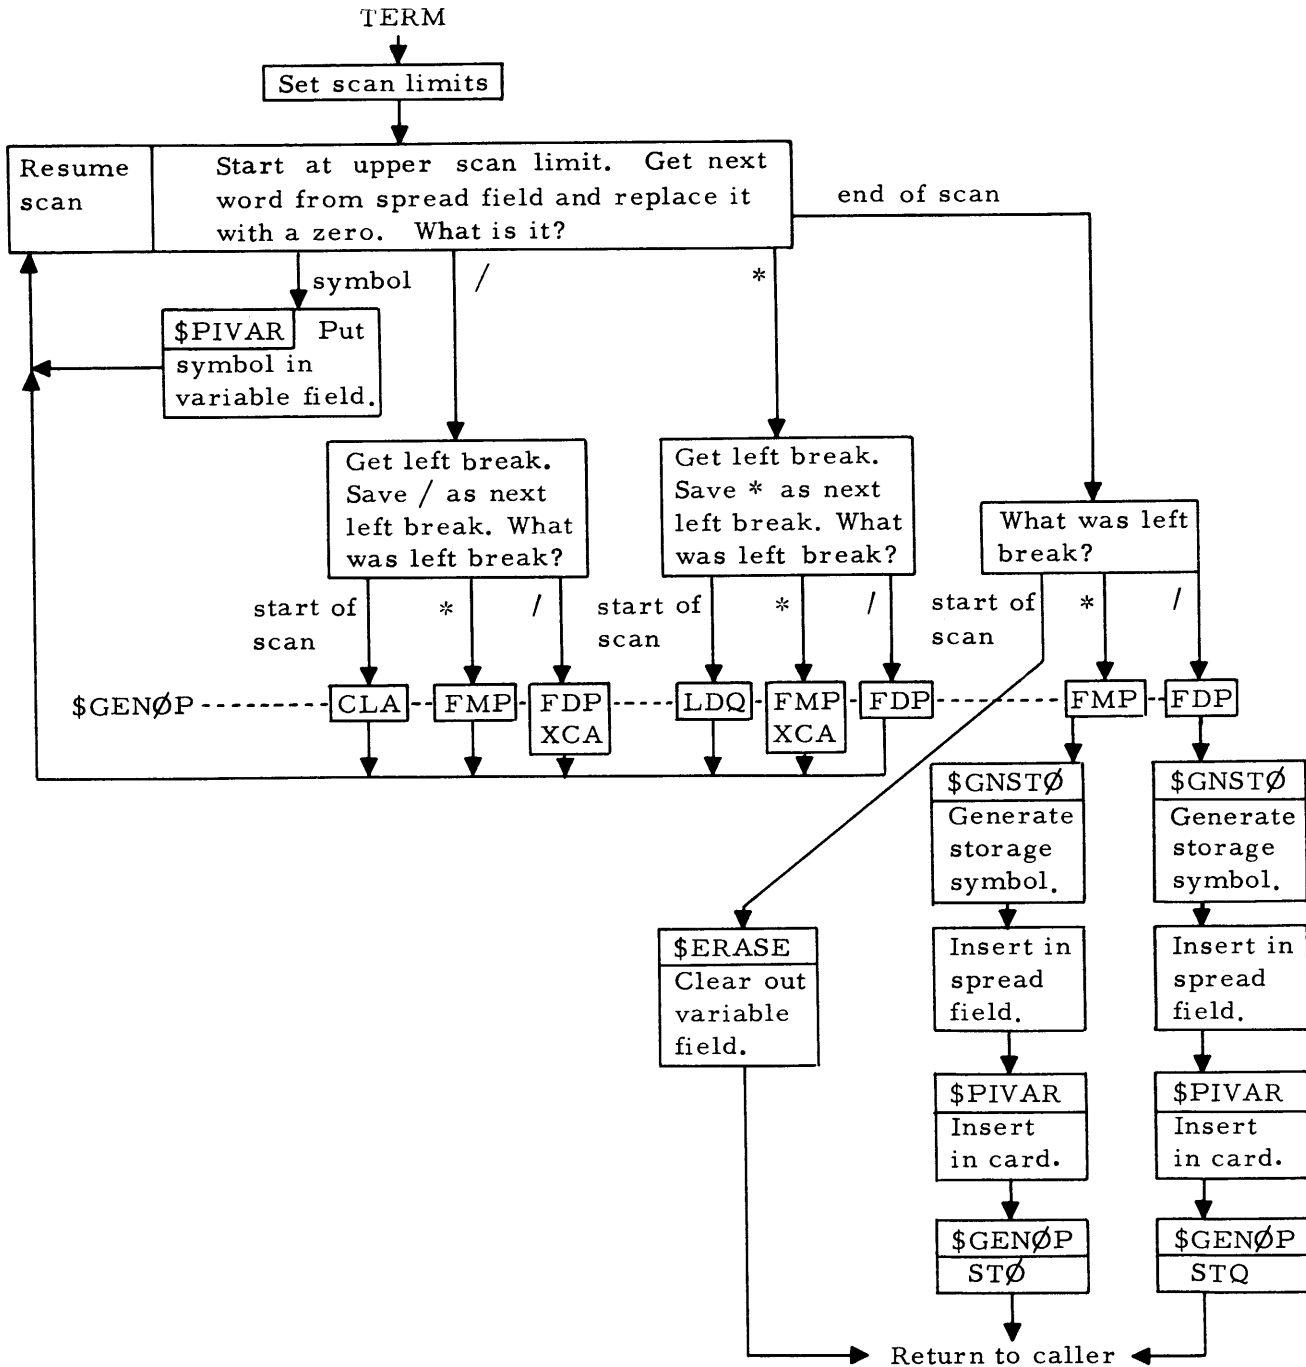 TERM
Set scan limits
Resume
scan
Start at upper scan limit. Get next
word from spread field and replace it
with a zero. What is it?
end of scan
symbol
/
*
$PIVAR Put
symbol in
variable field.
Get left break.
Save / as next
left break. What
was left break?
Get left break.
Save * as next
left break. What
was left break?
What was left
break?
start of
scan
*
/
start of
scan
*
/
start of
scan
*
/
$GENØP
CLA
FMP
FDP
XCA
LDQ
FMP
XCA
FDP
FMP
FDP
$GNSTØ
Generate
storage
symbol.
$GNSTØ
Generate
storage
symbol.
$ERASE
Clear out
variable
field.
Insert in
spread
field.
Insert in
spread
field.
$PIVAR
Insert
in card.
$PIVAR
Insert
in card.
$GENØP
STØ
$GENØP
STQ
Return to caller